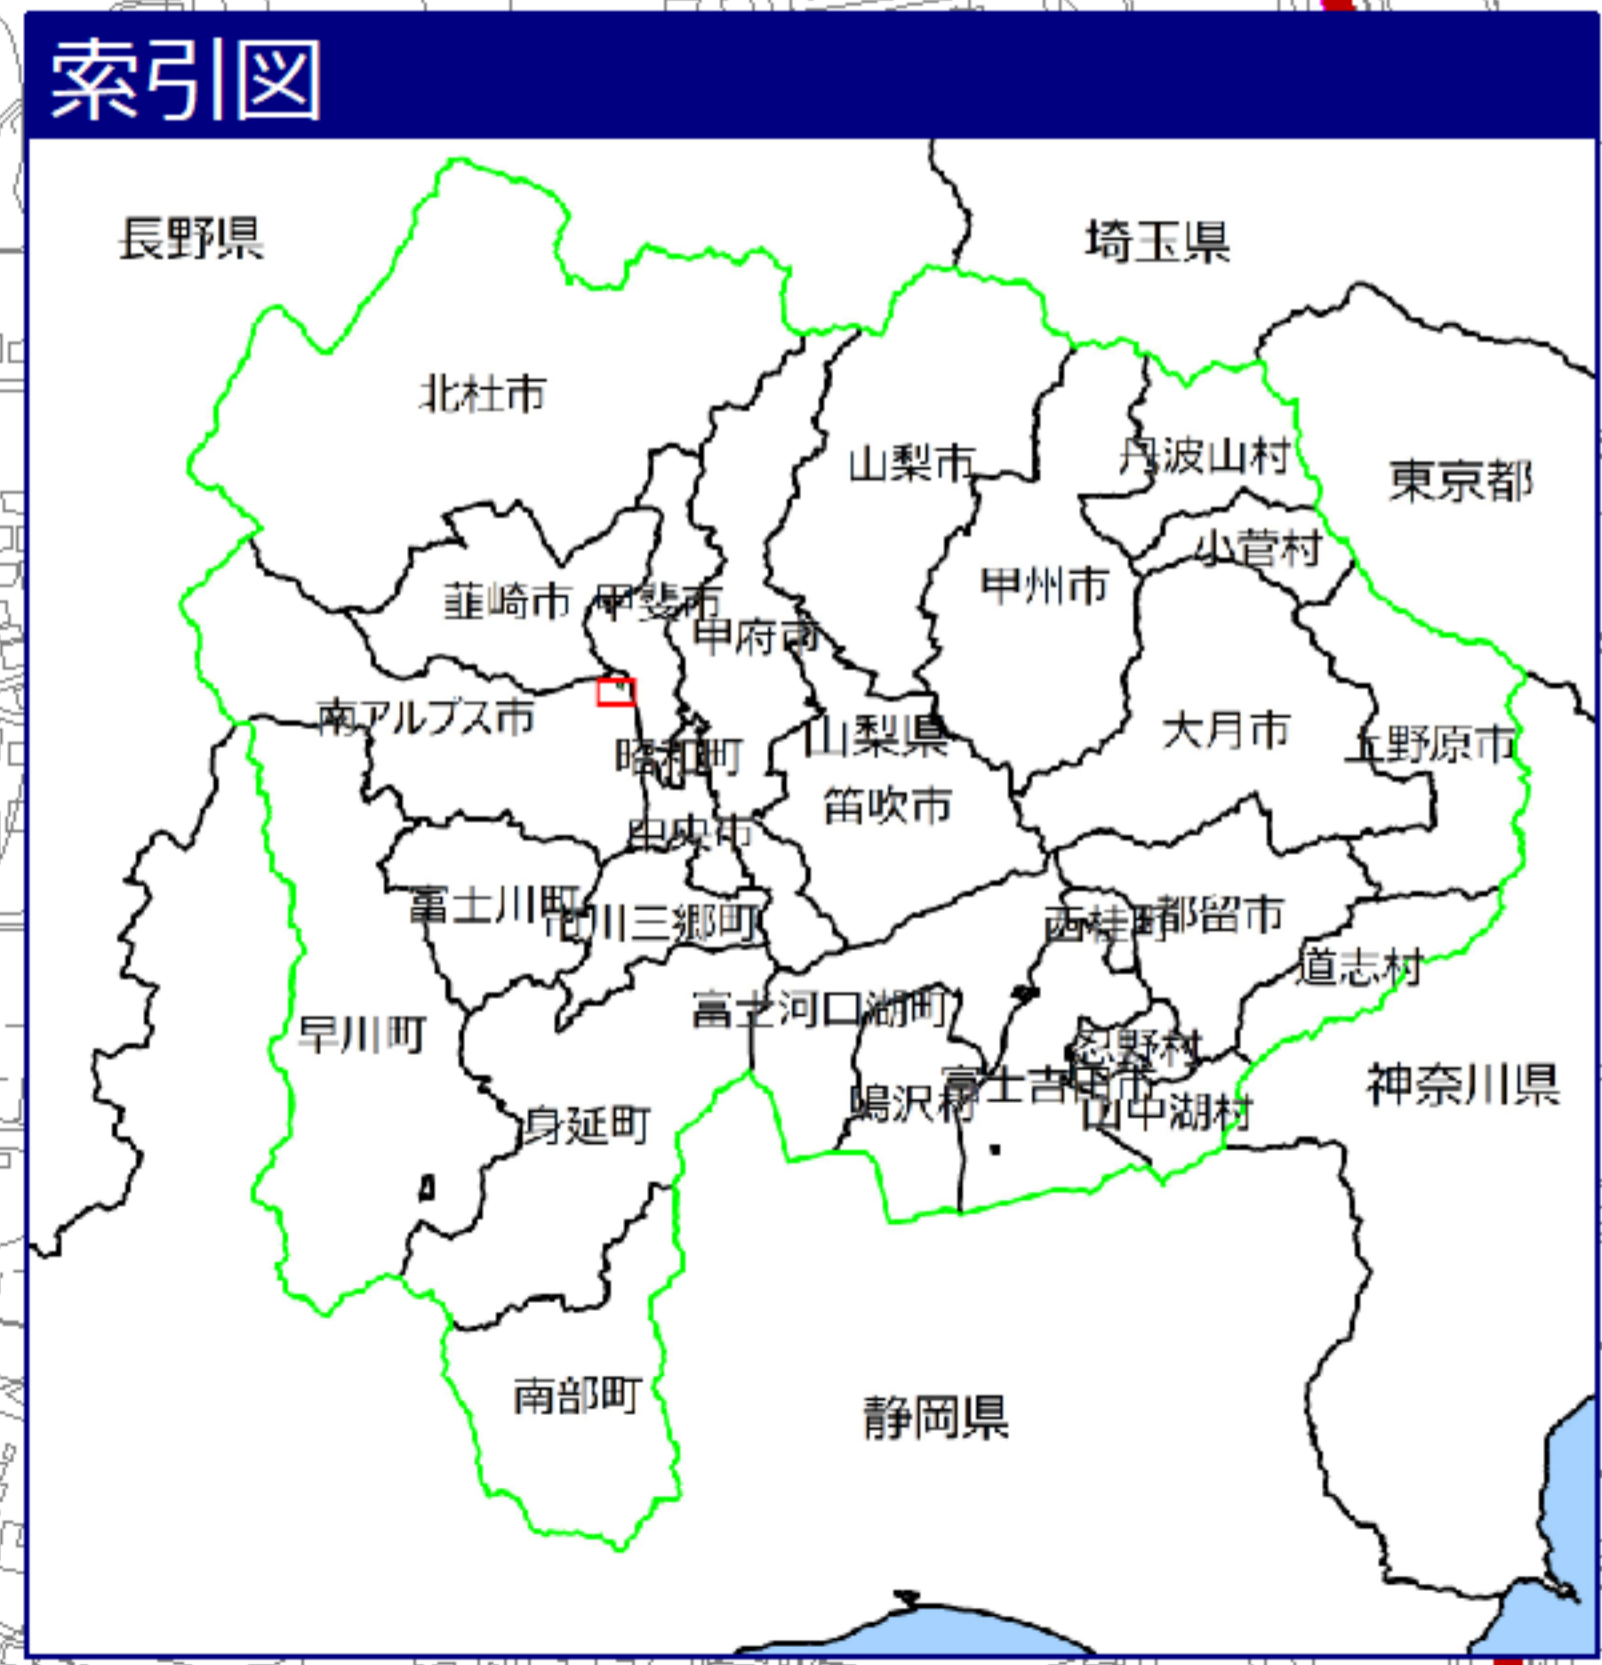 索引図
長野県
埼玉県
北杜市
山梨市
丹波山村
東京都
小菅村
韮崎市
甲斐市
甲州市
甲府市
南アルプス市
昭和町
山梨県
大月市
上野原市
笛吹市
中央市
富士川町
市川三郷町
西桂町
都留市
道志村
早川町
富士河口湖町
忍野村
鳴沢村
富士吉田市
山中湖村
神奈川県
身延町
南部町
静岡県